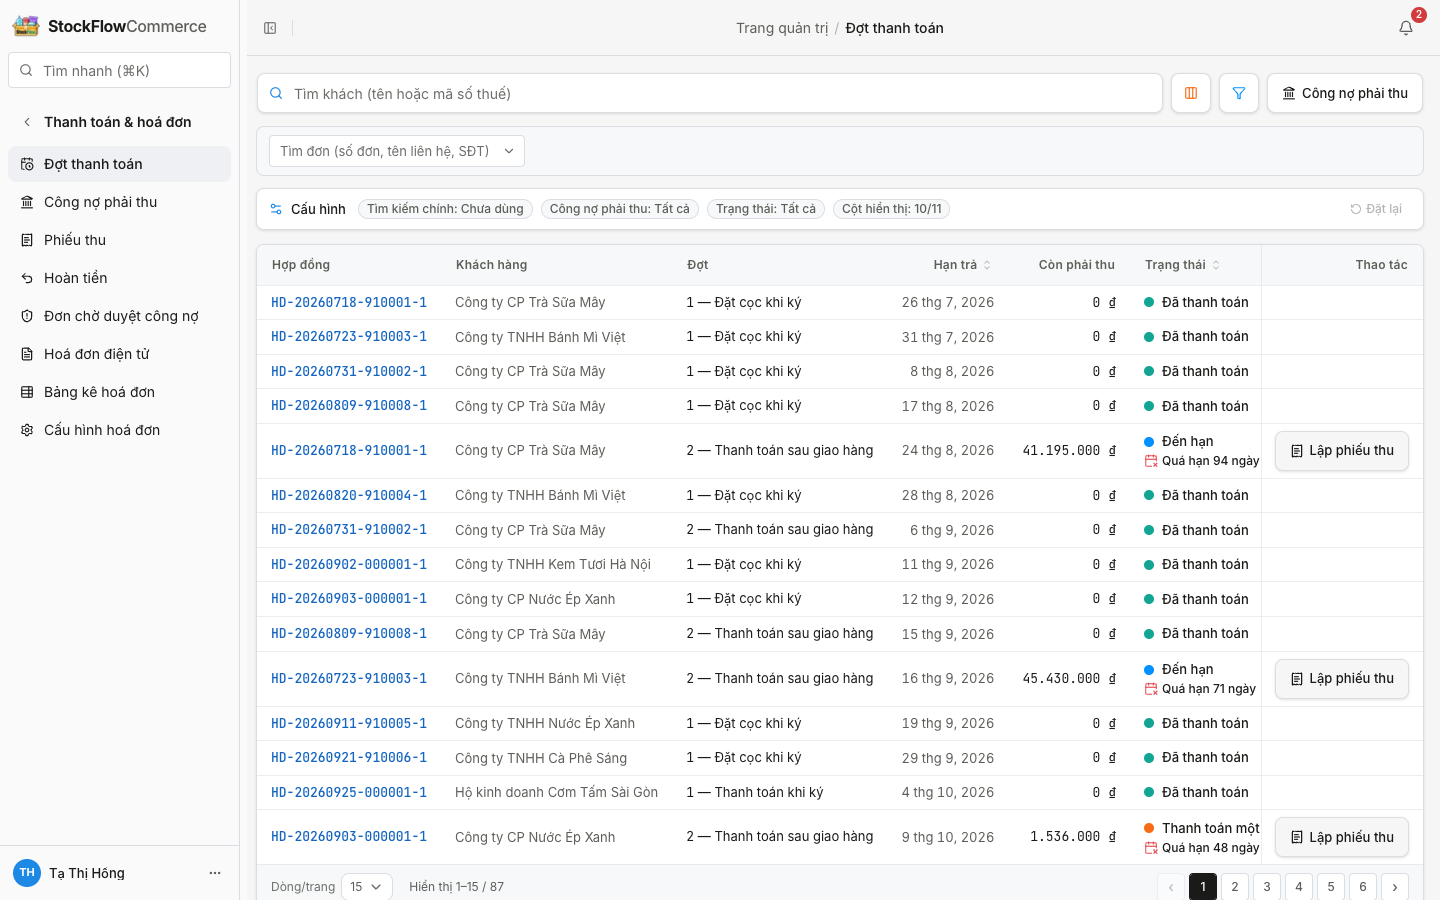 StockFlowCommerce
Tìm nhanh (⌘K)
Thanh toán & hoá đơn
Đợt thanh toán
Công nợ phải thu
Phiếu thu
Hoàn tiền
Đơn chờ duyệt công nợ
Hoá đơn điện tử
Bảng kê hoá đơn
Cấu hình hoá đơn
TH Tạ Thị Hồng
Trang quản trị / Đợt thanh toán
2
Tìm khách (tên hoặc mã số thuế)
Công nợ phải thu
Tìm đơn (số đơn, tên liên hệ, SĐT)
Cấu hình Tìm kiếm chính: Chưa dùng Công nợ phải thu: Tất cả Trạng thái: Tất cả Cột hiển thị: 10/11 Đặt lại
Hợp đồng Khách hàng Đợt Hạn trả Còn phải thu Trạng thái Thao tác
HD-20260718-910001-1 Công ty CP Trà Sữa Mây 1 — Đặt cọc khi ký 26 thg 7, 2026 0 ₫ Đã thanh toán
HD-20260723-910003-1 Công ty TNHH Bánh Mì Việt 1 — Đặt cọc khi ký 31 thg 7, 2026 0 ₫ Đã thanh toán
HD-20260731-910002-1 Công ty CP Trà Sữa Mây 1 — Đặt cọc khi ký 8 thg 8, 2026 0 ₫ Đã thanh toán
HD-20260809-910008-1 Công ty CP Trà Sữa Mây 1 — Đặt cọc khi ký 17 thg 8, 2026 0 ₫ Đã thanh toán
HD-20260718-910001-1 Công ty CP Trà Sữa Mây 2 — Thanh toán sau giao hàng 24 thg 8, 2026 41.195.000 ₫ Đến hạn Lập phiếu thu
Quá hạn 94 ngày
HD-20260820-910004-1 Công ty TNHH Bánh Mì Việt 1 — Đặt cọc khi ký 28 thg 8, 2026 0 ₫ Đã thanh toán
HD-20260731-910002-1 Công ty CP Trà Sữa Mây 2 — Thanh toán sau giao hàng 6 thg 9, 2026 0 ₫ Đã thanh toán
HD-20260902-000001-1 Công ty TNHH Kem Tươi Hà Nội 1 — Đặt cọc khi ký 11 thg 9, 2026 0 ₫ Đã thanh toán
HD-20260903-000001-1 Công ty CP Nước Ép Xanh 1 — Đặt cọc khi ký 12 thg 9, 2026 0 ₫ Đã thanh toán
HD-20260809-910008-1 Công ty CP Trà Sữa Mây 2 — Thanh toán sau giao hàng 15 thg 9, 2026 0 ₫ Đã thanh toán
HD-20260723-910003-1 Công ty TNHH Bánh Mì Việt 2 — Thanh toán sau giao hàng 16 thg 9, 2026 45.430.000 ₫ Đến hạn Lập phiếu thu
Quá hạn 71 ngày
HD-20260911-910005-1 Công ty TNHH Nước Ép Xanh 1 — Đặt cọc khi ký 19 thg 9, 2026 0 ₫ Đã thanh toán
HD-20260921-910006-1 Công ty TNHH Cà Phê Sáng 1 — Đặt cọc khi ký 29 thg 9, 2026 0 ₫ Đã thanh toán
HD-20260925-000001-1 Hộ kinh doanh Cơm Tấm Sài Gòn 1 — Thanh toán khi ký 4 thg 10, 2026 0 ₫ Đã thanh toán
HD-20260903-000001-1 Công ty CP Nước Ép Xanh 2 — Thanh toán sau giao hàng 9 thg 10, 2026 1.536.000 ₫ Thanh toán một Lập phiếu thu
Quá hạn 48 ngày
Dòng/trang 15 Hiển thị 1–15 / 87 ‹ 1 2 3 4 5 6 ›